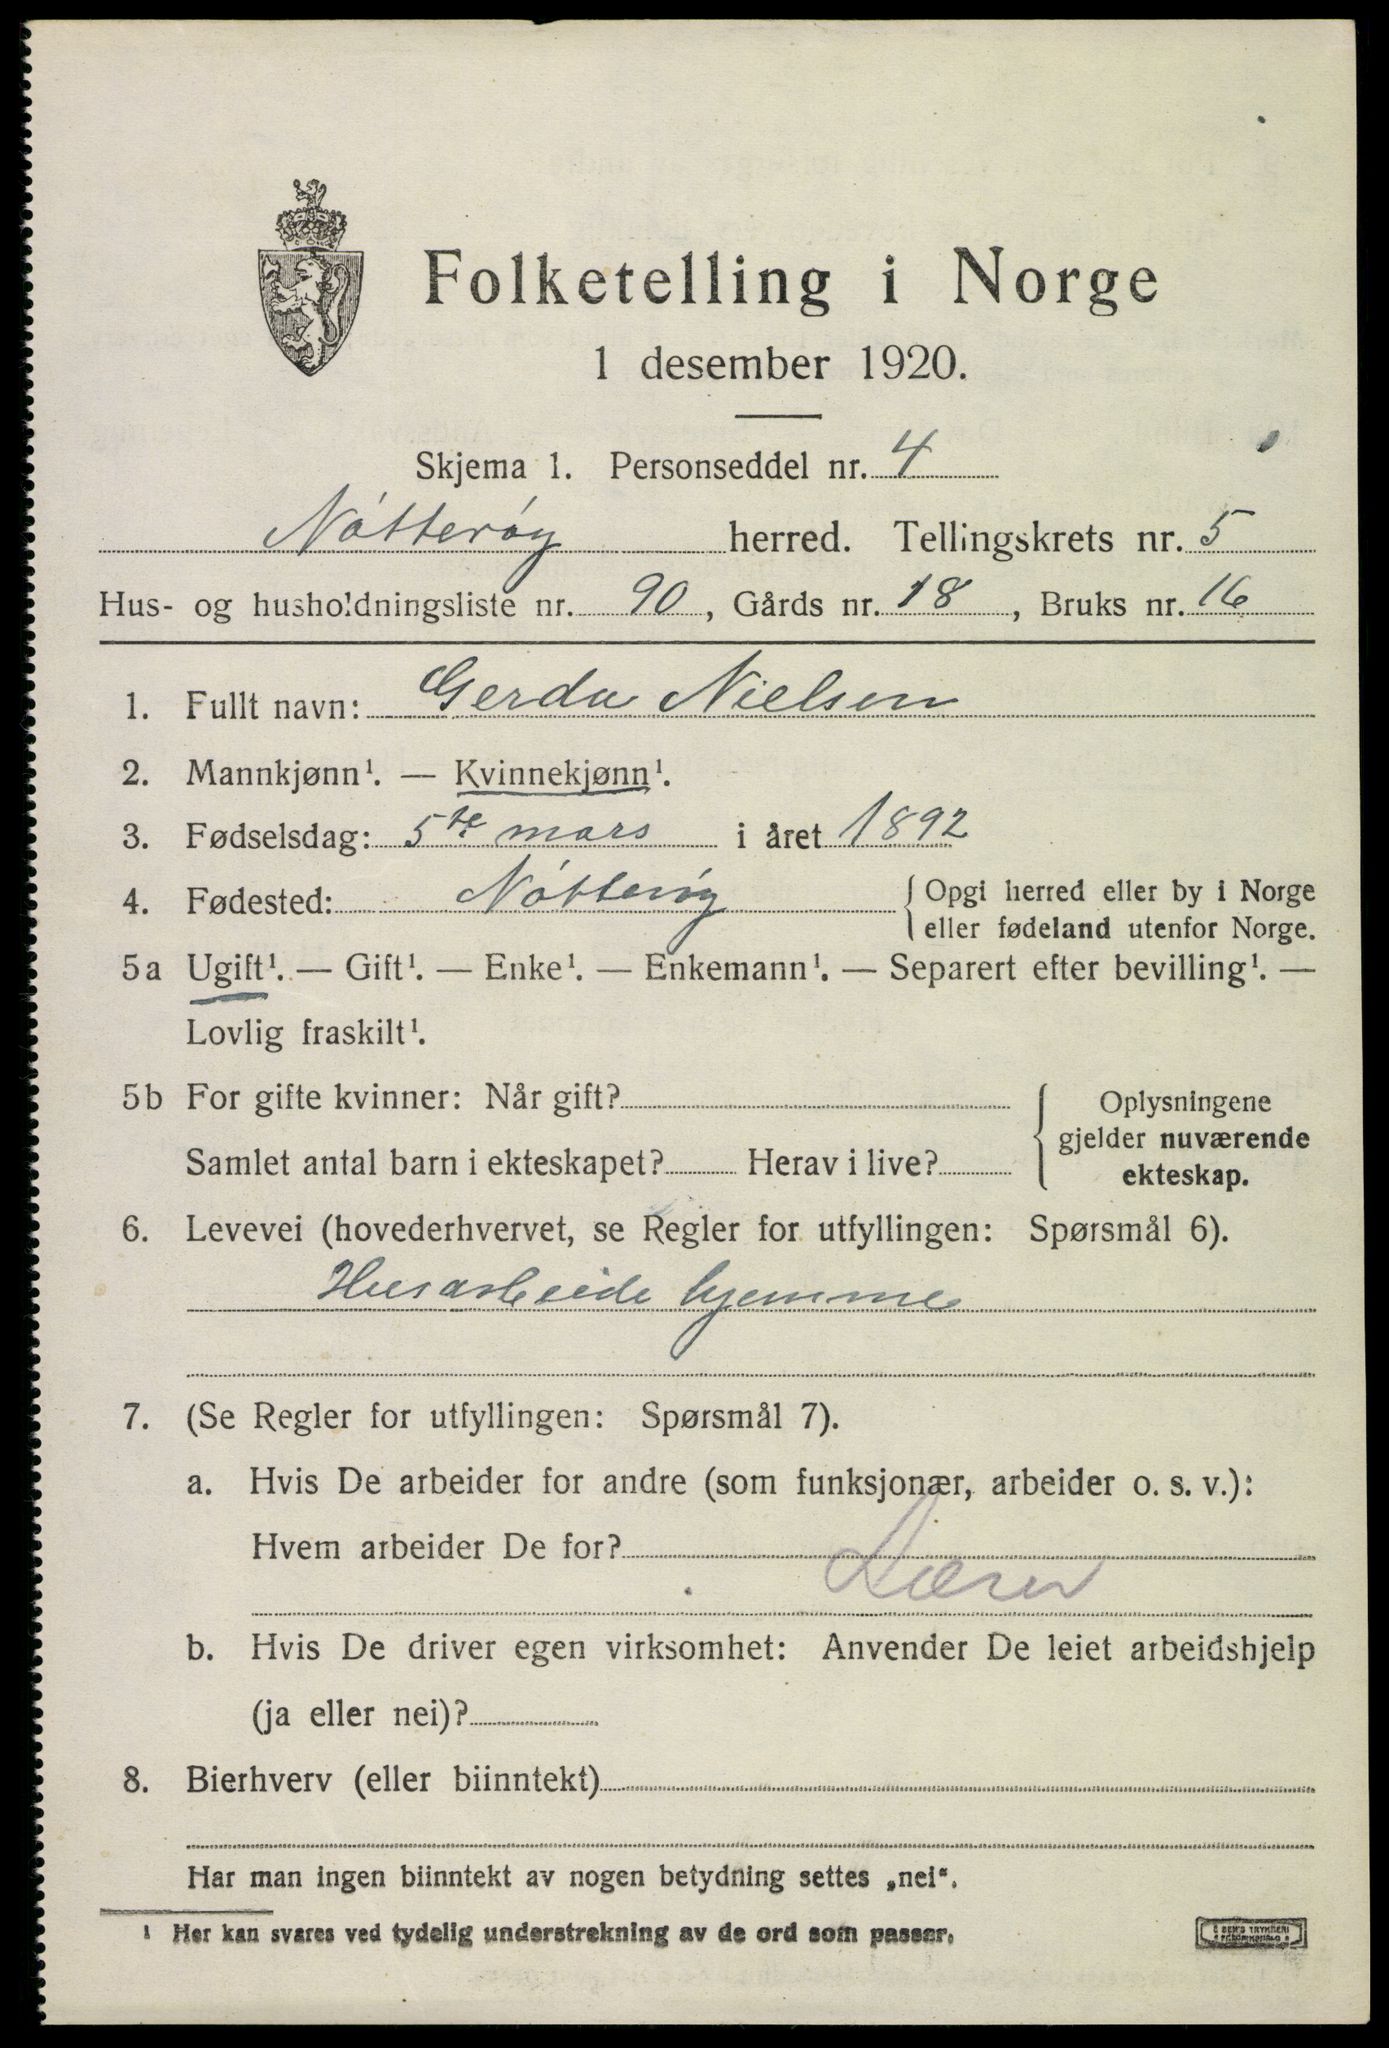 Folketelling i Norge
1 desember 1920.
Skjema 1. Personseddel nr. 4
Nótteróy herred. Tellingskrets nr. 5
Hus- og husholdningsliste nr. 90, Gårds nr. 18, Bruks nr. 16
1. Fullt navn: Gerda Nielsen
2. Mannkjønn¹. — Kvinnekjønn¹.
3. Fødselsdag: 5te mars i året 1892
4. Fødested: Nótteróy { Opgi herred eller by i Norge
eller fødeland utenfor Norge.
5a Ugift¹. — Gift¹. — Enke¹. — Enkemann¹. — Separert efter bevilling¹. —
Lovlig fraskilt¹.
5b For gifte kvinner: Når gift?
Samlet antal barn i ekteskapet? Herav i live?
Oplysningene
gjelder nuværende
ekteskap.
6. Levevei (hovederhvervet, se Regler for utfyllingen: Spørsmål 6).
Husarbeide hjemme
7. (Se Regler for utfyllingen: Spørsmål 7).
a. Hvis De arbeider for andre (som funksjonær, arbeider o. s. v.):
Hvem arbeider De for?
b. Hvis De driver egen virksomhet: Anvender De leiet arbeidshjelp
(ja eller nei)?
8. Bierhverv (eller biinntekt)
Har man ingen biinntekt av nogen betydning settes „nei“.
¹ Her kan svares ved tydelig understrekning av de ord som passer.